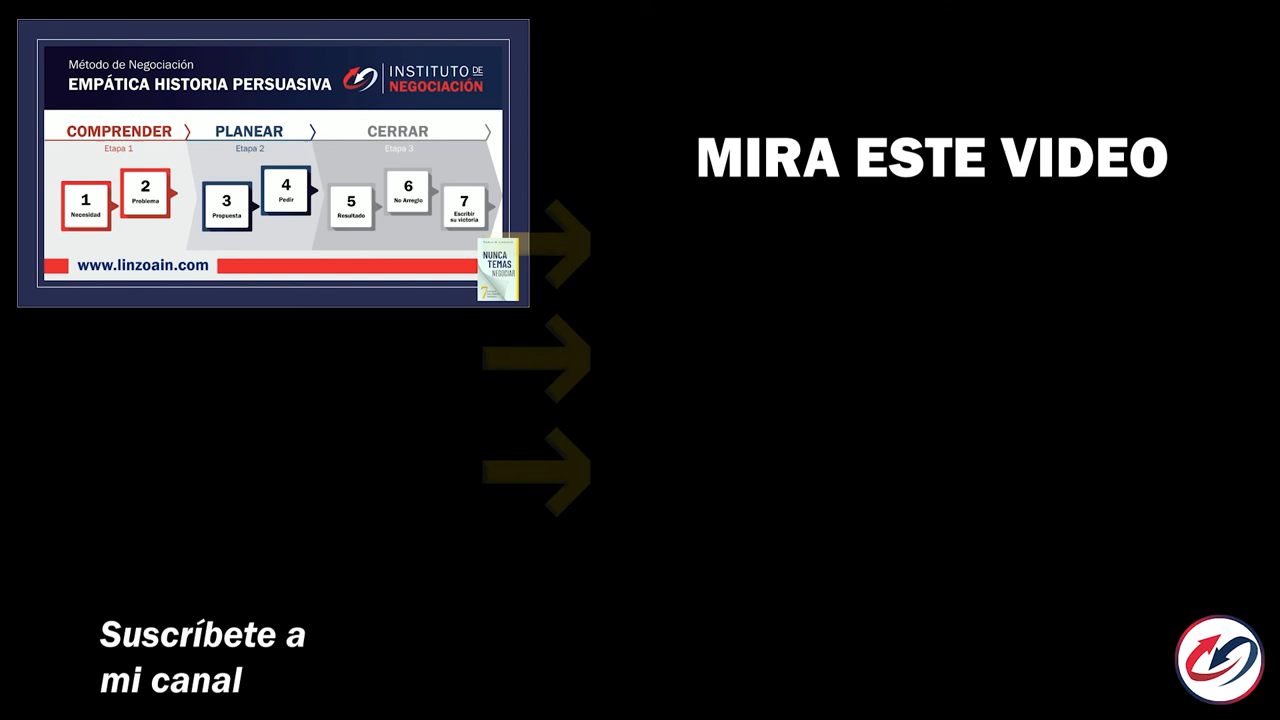 Método de Negociación
EMPÁTICA HISTORIA PERSUASIVA
INSTITUTO DE
NEGOCIACIÓN
COMPRENDER
Etapa 1
PLANEAR
Etapa 2
CERRAR
Etapa 3
1
Necesidad
2
Problema
3
Propuesta
4
Pedir
5
Resultado
6
No Arreglo
7
Escribir
su victoria
www.linzoain.com
NUNCA
TEMAS
NEGOCIAR
7
MIRA ESTE VIDEO
Suscríbete a
mi canal